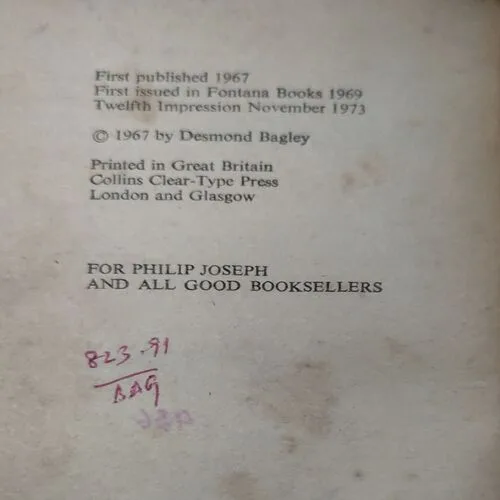 First published 1967
First issued in Fontana Books 1969
Twelfth Impression November 1973
© 1967 by Desmond Bagley
Printed in Great Britain
Collins Clear-Type Press
London and Glasgow
FOR PHILIP JOSEPH
AND ALL GOOD BOOKSELLERS
823.91
BAG